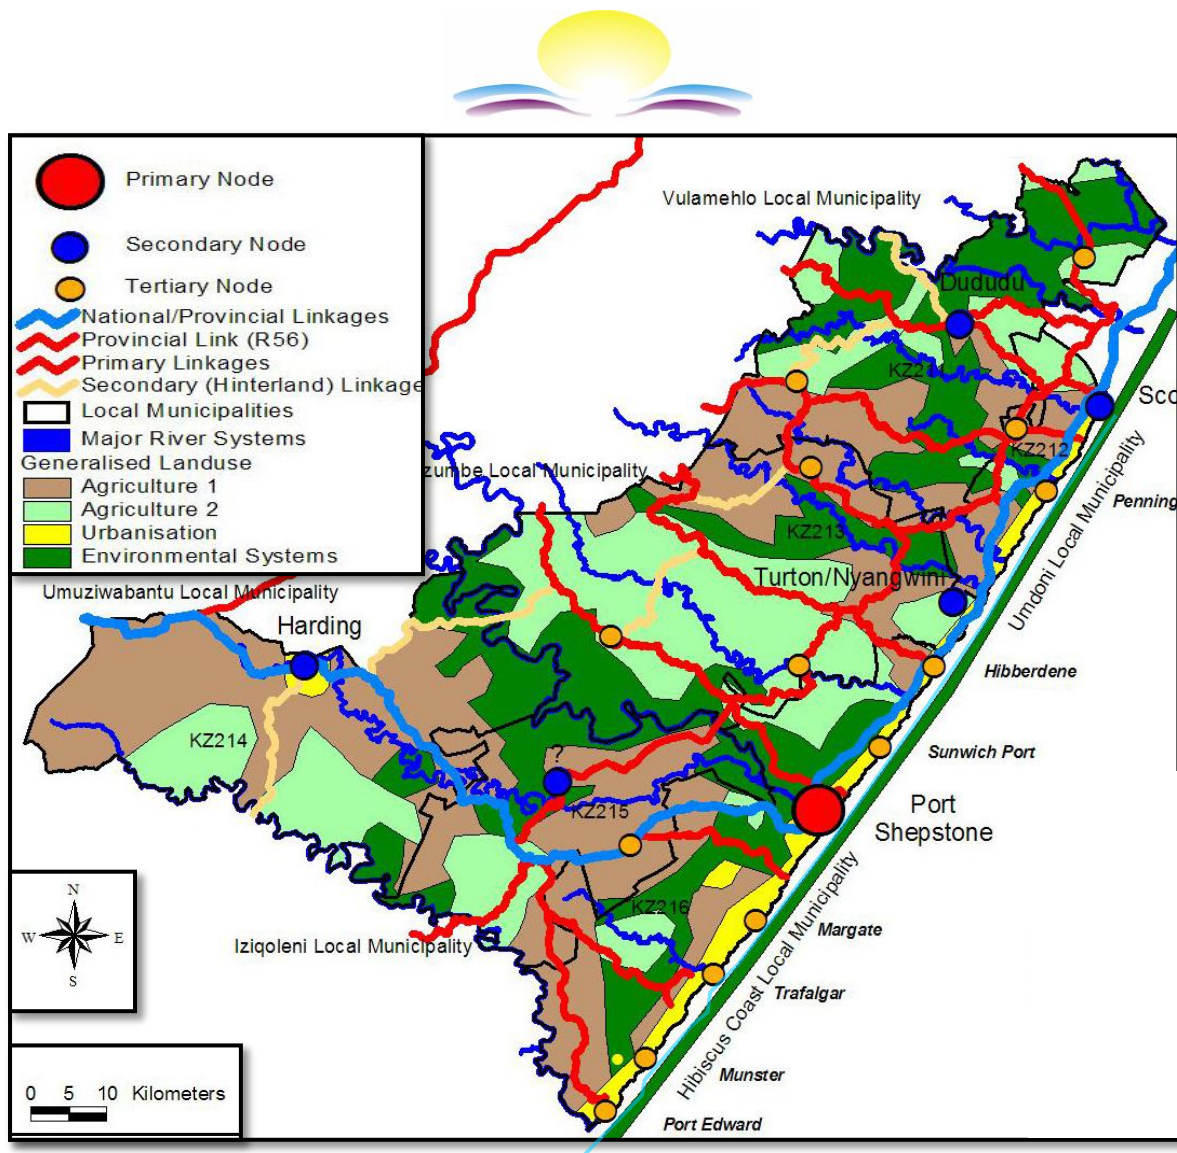 Primary Node
Secondary Node
Tertiary Node
National/Provincial Linkages
Provincial Link (R56)
Primary Linkages
Secondary (Hinterland) Linkage
Local Municipalities
Major River Systems
Generalised Landuse
Agriculture 1
Agriculture 2
Urbanisation
Environmental Systems
Vulamehlo Local Municipality
Dududu
KZ211
Sco
KZ212
zumbe Local Municipality
Penning
KZ213
Turton/Nyangwini
Umdoni Local Municipality
Umuziwabantu Local Municipality
Harding
Hibberdene
KZ214
Sunwich Port
?
KZ215
Port
Shepstone
KZ216
Iziqoleni Local Municipality
Margate
Hibiscus Coast Local Municipality
Trafalgar
Munster
Port Edward
N
W E
S
0 5 10 Kilometers